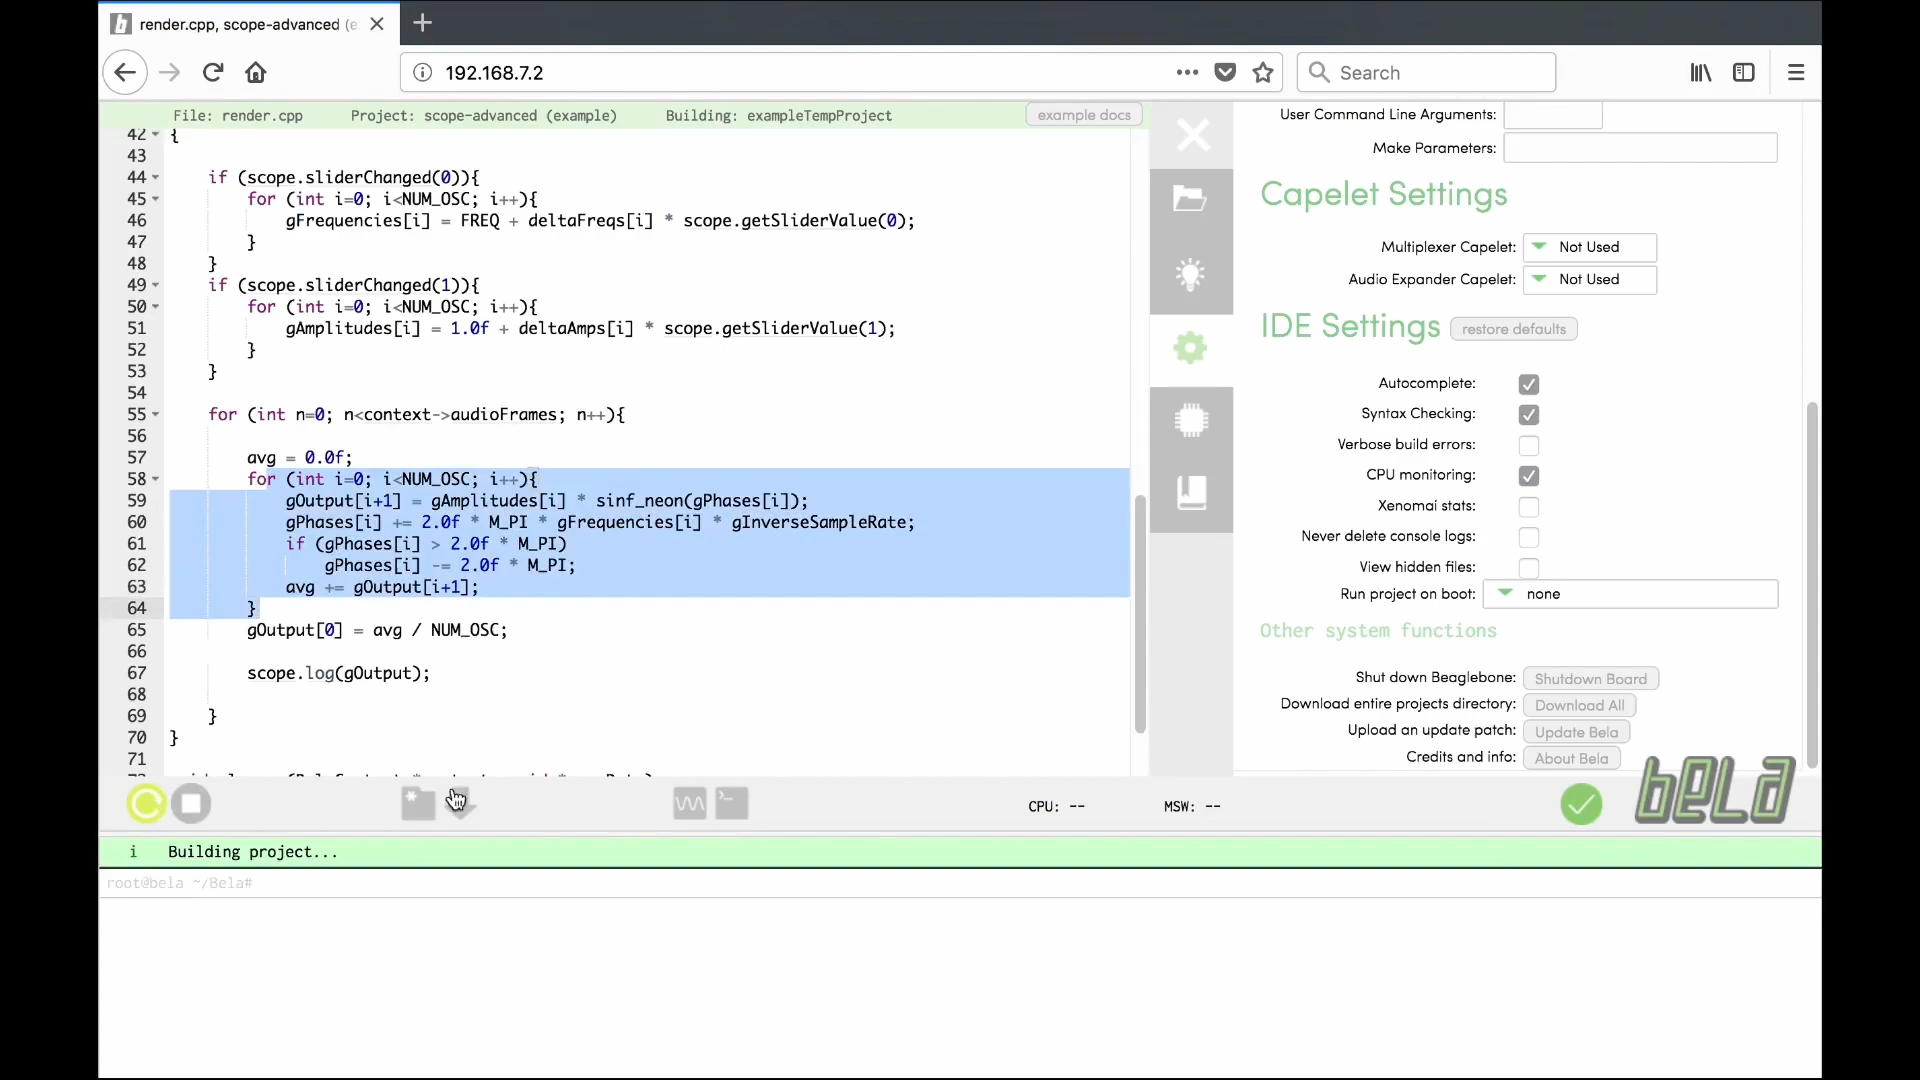 render.cpp, scope-advanced (e
192.168.7.2
Search
File: render.cpp Project: scope-advanced (example) Building: exampleTempProject example docs
42 {
43
44 if (scope.sliderChanged(0)){
45 for (int i=0; i<NUM_OSC; i++){
46 gFrequencies[i] = FREQ + deltaFreqs[i] * scope.getSliderValue(0);
47 }
48 }
49 if (scope.sliderChanged(1)){
50 for (int i=0; i<NUM_OSC; i++){
51 gAmplitudes[i] = 1.0f + deltaAmps[i] * scope.getSliderValue(1);
52 }
53 }
54
55 for (int n=0; n<context->audioFrames; n++){
56
57 avg = 0.0f;
58 for (int i=0; i<NUM_OSC; i++){
59 gOutput[i+1] = gAmplitudes[i] * sinf_neon(gPhases[i]);
60 gPhases[i] += 2.0f * M_PI * gFrequencies[i] * gInverseSampleRate;
61 if (gPhases[i] > 2.0f * M_PI)
62 gPhases[i] -= 2.0f * M_PI;
63 avg += gOutput[i+1];
64 }
65 gOutput[0] = avg / NUM_OSC;
66
67 scope.log(gOutput);
68
69 }
70 }
71
User Command Line Arguments:
Make Parameters:
Capelet Settings
Multiplexer Capelet: Not Used
Audio Expander Capelet: Not Used
IDE Settings restore defaults
Autocomplete:
Syntax Checking:
Verbose build errors:
CPU monitoring:
Xenomai stats:
Never delete console logs:
View hidden files:
Run project on boot: none
Other system functions
Shut down Beaglebone: Shutdown Board
Download entire projects directory: Download All
Upload an update patch: Update Bela
Credits and info: About Bela
CPU: -- MSW: --
bela
i Building project...
root@bela ~/Bela#